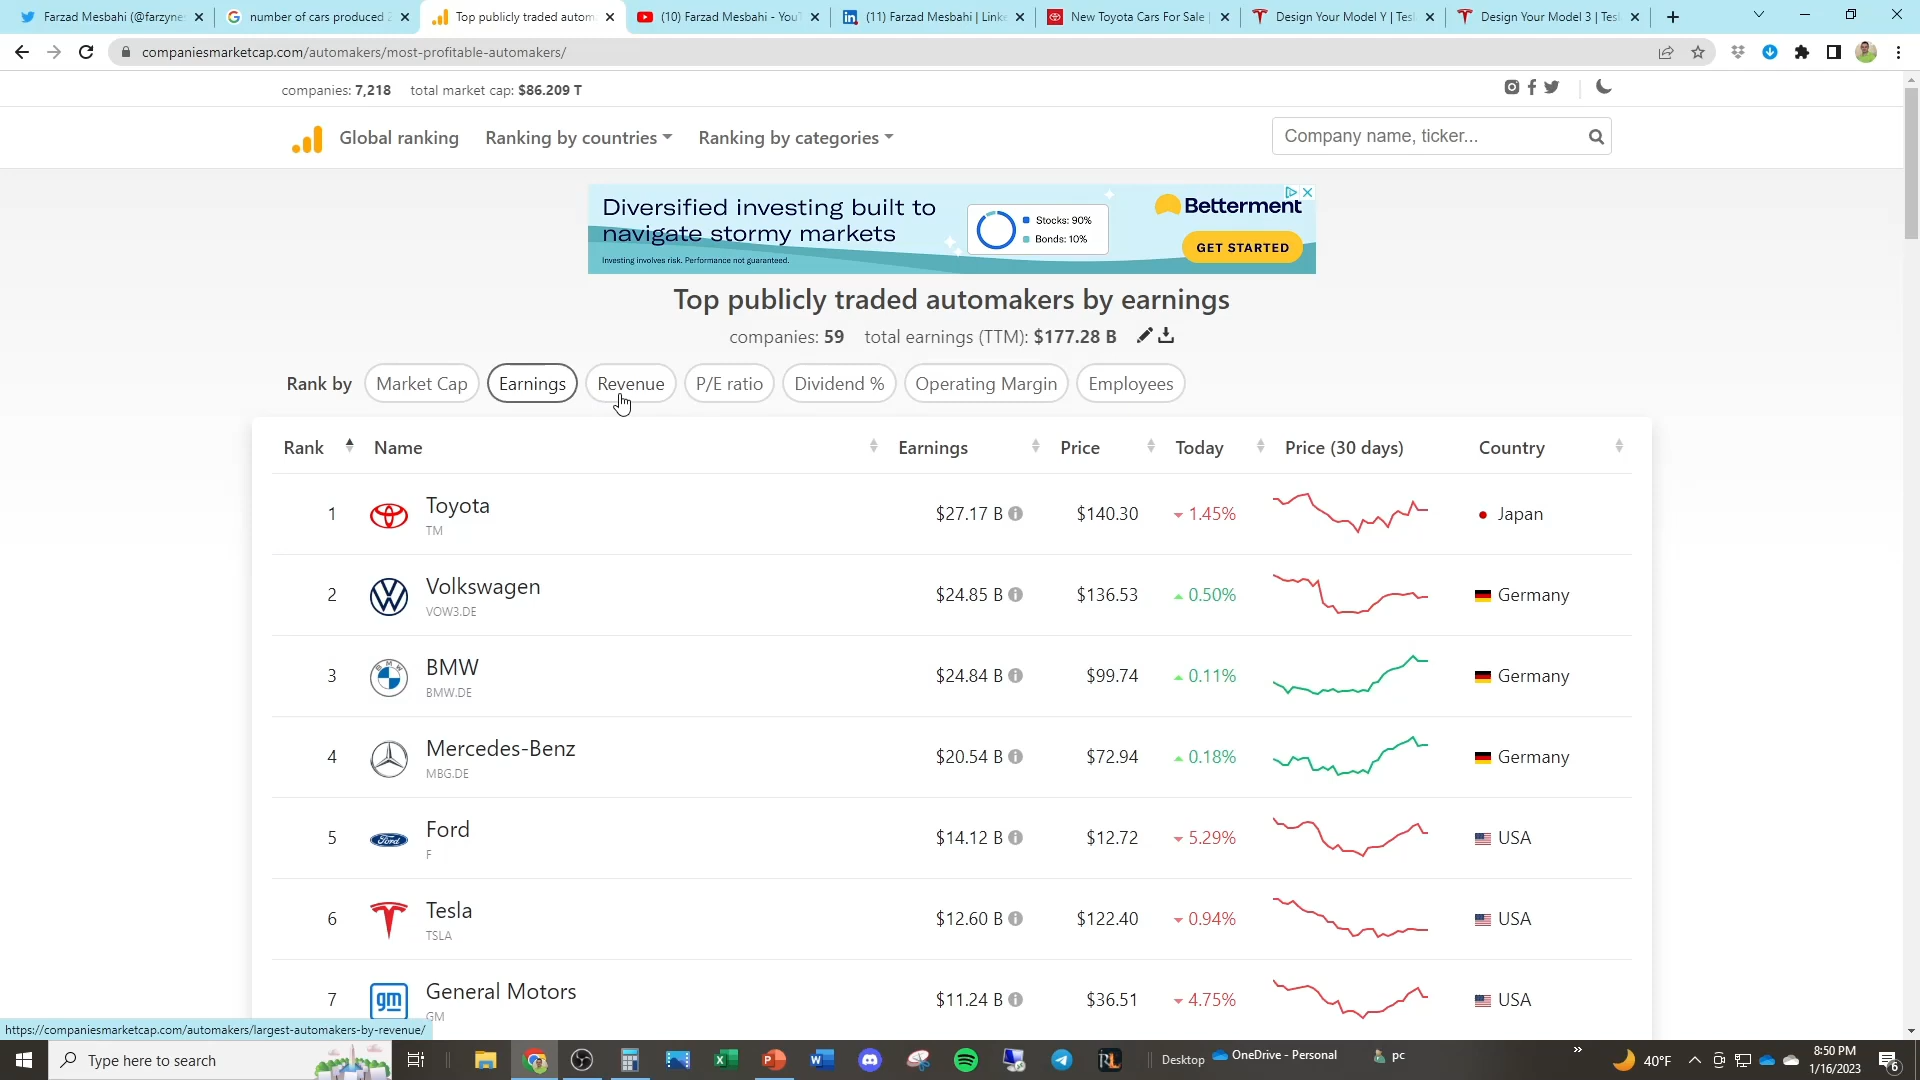 Farzad Mesbahi (@farzyne
number of cars produced 2
Top publicly traded autom
(10) Farzad Mesbahi - YouT
(11) Farzad Mesbahi | Linke
New Toyota Cars For Sale |
Design Your Model Y | Tesl
Design Your Model 3 | Tesl
companiesmarketcap.com/automakers/most-profitable-automakers/
companies: 7,218 total market cap: $86.209 T
Global ranking Ranking by countries Ranking by categories
Company name, ticker...
Diversified investing built to
navigate stormy markets
Investing involves risk. Performance not guaranteed.
Stocks: 90%
Bonds: 10%
Betterment
GET STARTED
Top publicly traded automakers by earnings
companies: 59 total earnings (TTM): $177.28 B
Rank by Market Cap Earnings Revenue P/E ratio Dividend % Operating Margin Employees
Rank Name Earnings Price Today Price (30 days) Country
1 Toyota $27.17 B $140.30 1.45% Japan
TM
2 Volkswagen $24.85 B $136.53 0.50% Germany
VOW3.DE
3 BMW $24.84 B $99.74 0.11% Germany
BMW.DE
4 Mercedes-Benz $20.54 B $72.94 0.18% Germany
MBG.DE
5 Ford $14.12 B $12.72 5.29% USA
F
6 Tesla $12.60 B $122.40 0.94% USA
TSLA
7 General Motors $11.24 B $36.51 4.75% USA
GM
https://companiesmarketcap.com/automakers/largest-automakers-by-revenue/
Type here to search
Desktop
OneDrive - Personal
pc
40°F
8:50 PM
1/16/2023
6